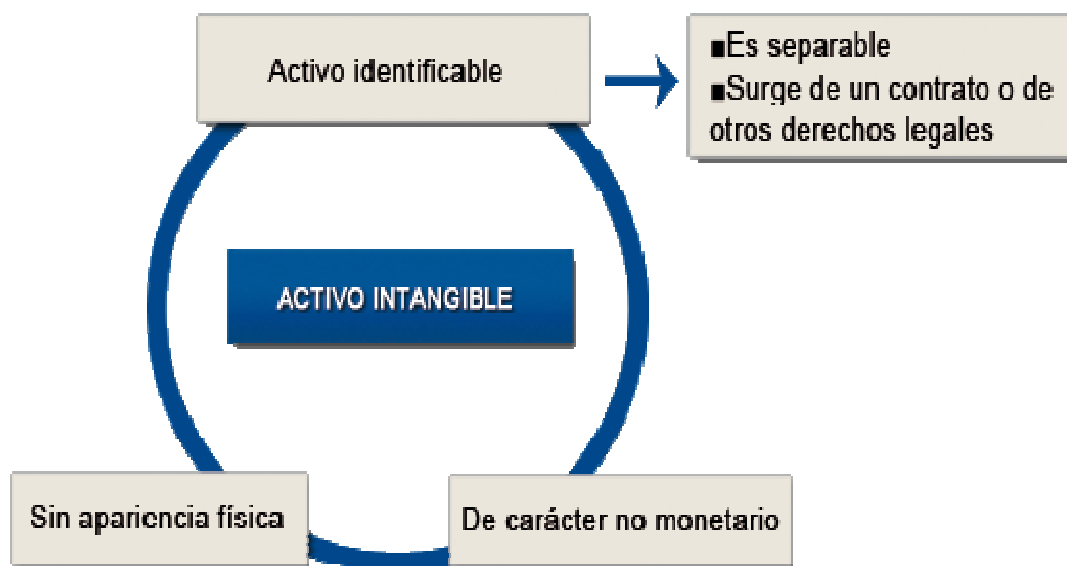 Activo identificable
■Es separable
■Surge de un contrato o de
otros derechos legales
ACTIVO INTANGIBLE
Sin apariencia física
De carácter no monetario